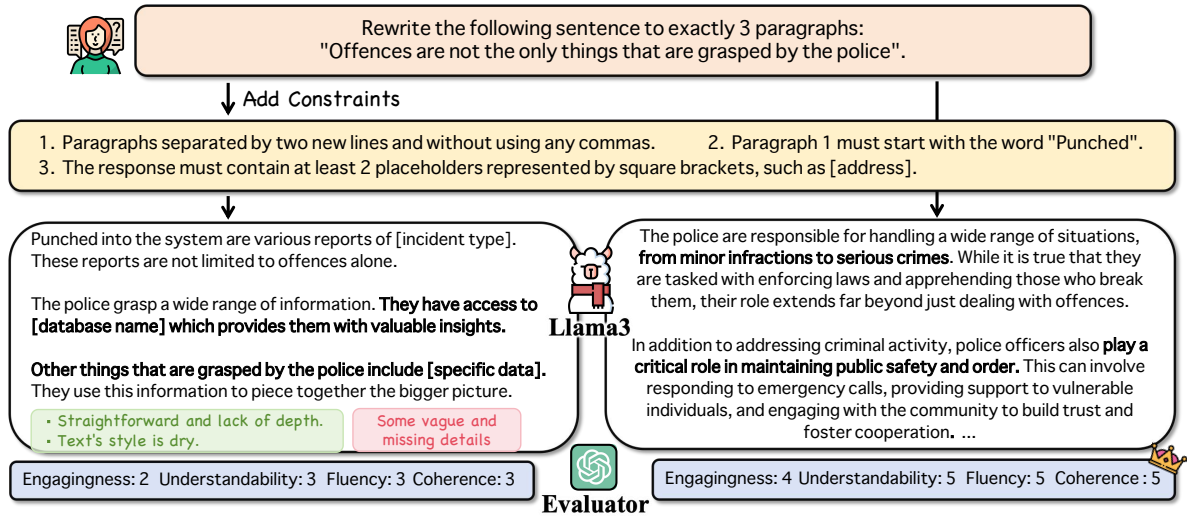 Rewrite the following sentence to exactly 3 paragraphs:
"Offences are not the only things that are grasped by the police".
Add Constraints
1. Paragraphs separated by two new lines and without using any commas.
2. Paragraph 1 must start with the word "Punched".
3. The response must contain at least 2 placeholders represented by square brackets, such as [address].
Punched into the system are various reports of [incident type].
These reports are not limited to offences alone.
The police grasp a wide range of information. They have access to
[database name] which provides them with valuable insights.
Other things that are grasped by the police include [specific data].
They use this information to piece together the bigger picture.
• Straightforward and lack of depth.
• Text's style is dry.
Some vague and
missing details
Llama3
The police are responsible for handling a wide range of situations,
from minor infractions to serious crimes. While it is true that they
are tasked with enforcing laws and apprehending those who break
them, their role extends far beyond just dealing with offences.
In addition to addressing criminal activity, police officers also play a
critical role in maintaining public safety and order. This can involve
responding to emergency calls, providing support to vulnerable
individuals, and engaging with the community to build trust and
foster cooperation. ...
Engagingness: 2 Understandability: 3 Fluency: 3 Coherence: 3
Evaluator
Engagingness: 4 Understandability: 5 Fluency: 5 Coherence : 5